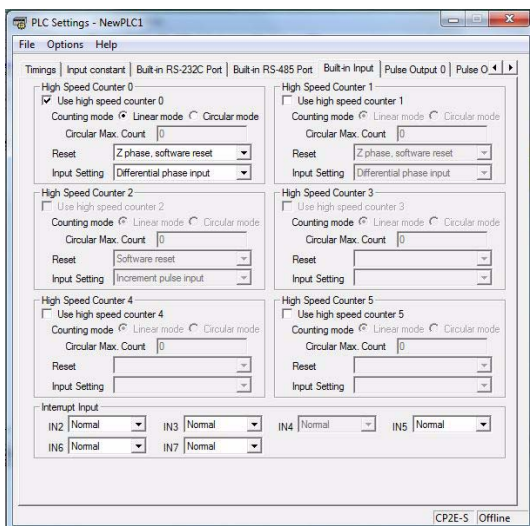 PLC Settings - NewPLC1
File Options Help
Timings Input constant Built-in RS-232C Port Built-in RS-485 Port Built-in Input Pulse Output 0 Pulse O
High Speed Counter 0
Use high speed counter 0
Counting mode Linear mode Circular mode
Circular Max. Count 0
Reset Z phase, software reset
Input Setting Differential phase input
High Speed Counter 1
Use high speed counter 1
Counting mode Linear mode Circular mode
Circular Max. Count 0
Reset Z phase, software reset
Input Setting Differential phase input
High Speed Counter 2
Use high speed counter 2
Counting mode Linear mode Circular mode
Circular Max. Count 0
Reset Software reset
Input Setting Increment pulse input
High Speed Counter 3
Use high speed counter 3
Counting mode Linear mode Circular mode
Circular Max. Count 0
Reset
Input Setting
High Speed Counter 4
Use high speed counter 4
Counting mode Linear mode Circular mode
Circular Max. Count 0
Reset
Input Setting
High Speed Counter 5
Use high speed counter 5
Counting mode Linear mode Circular mode
Circular Max. Count 0
Reset
Input Setting
Interrupt Input
IN2 Normal IN3 Normal IN4 Normal IN5 Normal
IN6 Normal IN7 Normal
CP2E-S Offline